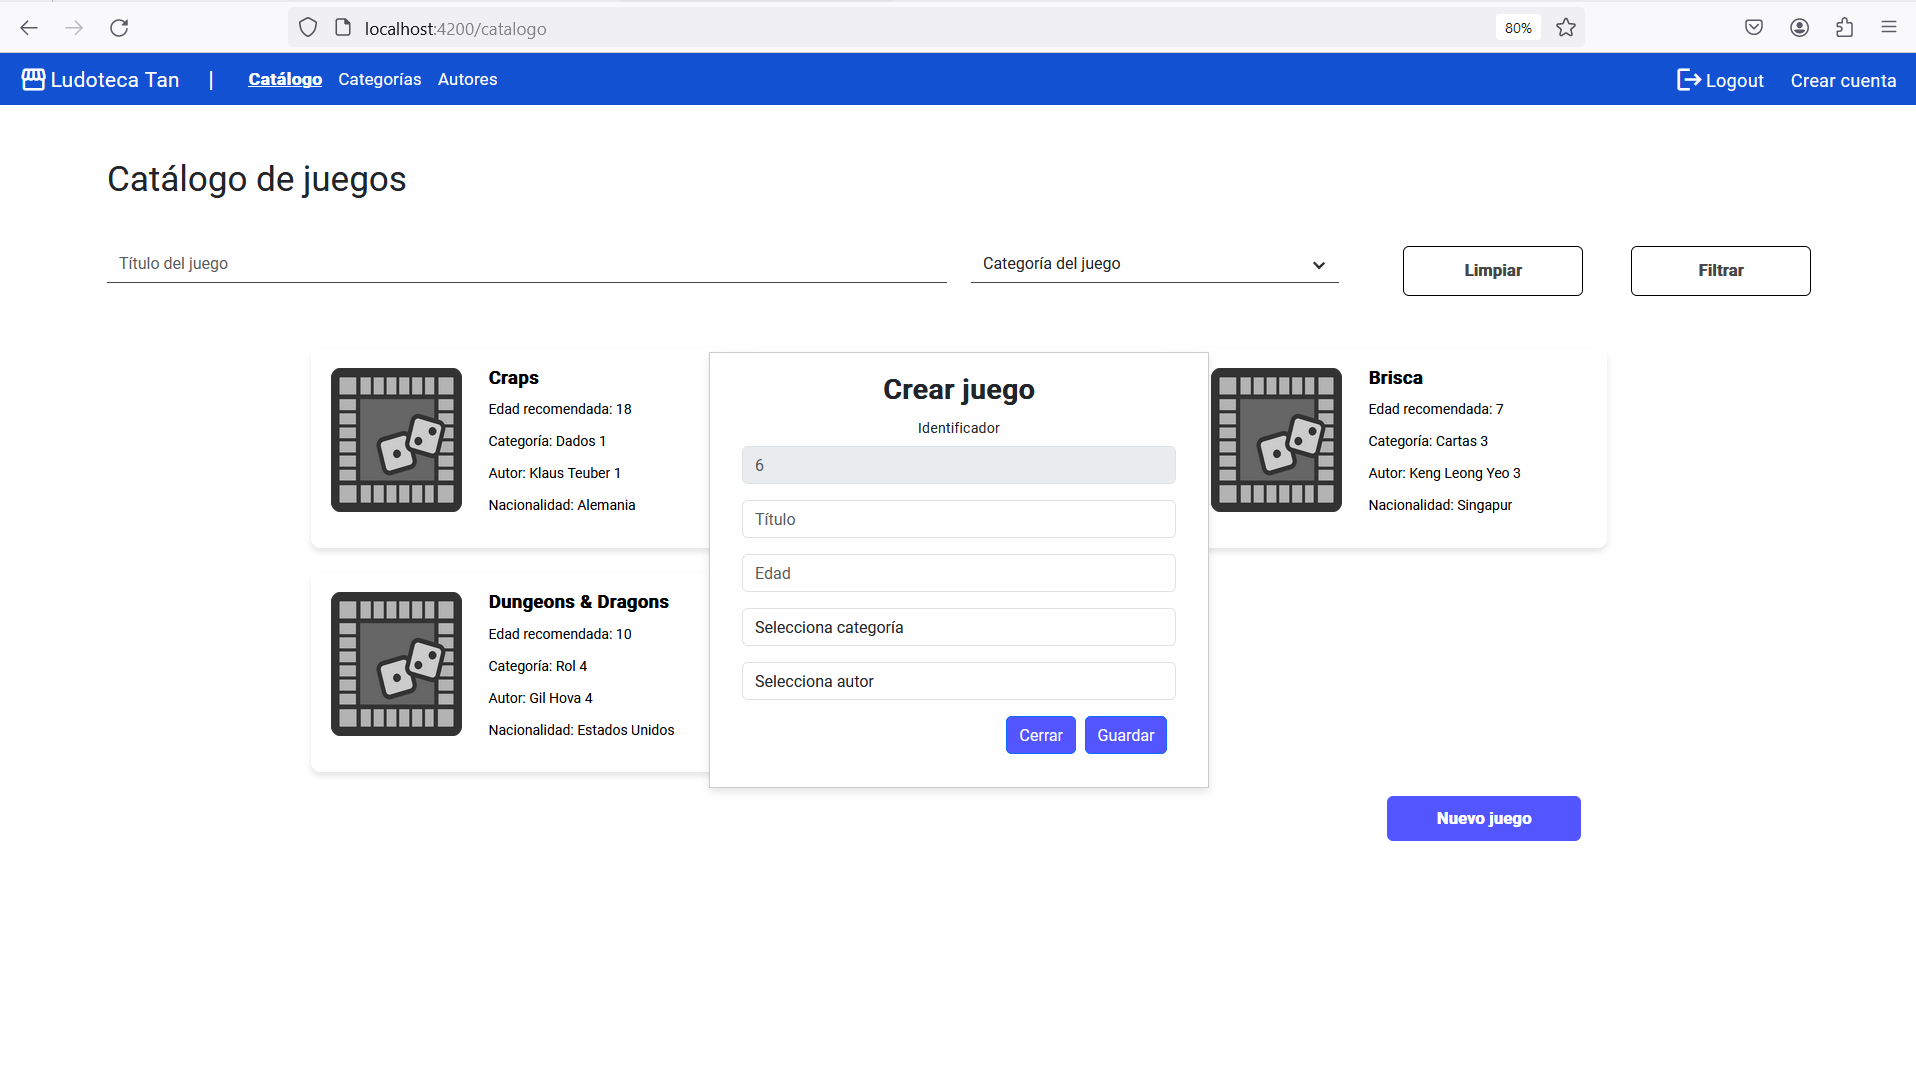 localhost:4200/catalogo
80%
Ludoteca Tan | Catálogo Categorías Autores Logout Crear cuenta
Catálogo de juegos
Título del juego
Categoría del juego
Limpiar
Filtrar
Craps
Edad recomendada: 18
Categoría: Dados 1
Autor: Klaus Teuber 1
Nacionalidad: Alemania
Crear juego
Identificador
6
Título
Edad
Selecciona categoría
Selecciona autor
Cerrar Guardar
Brisca
Edad recomendada: 7
Categoría: Cartas 3
Autor: Keng Leong Yeo 3
Nacionalidad: Singapur
Dungeons & Dragons
Edad recomendada: 10
Categoría: Rol 4
Autor: Gil Hova 4
Nacionalidad: Estados Unidos
Nuevo juego